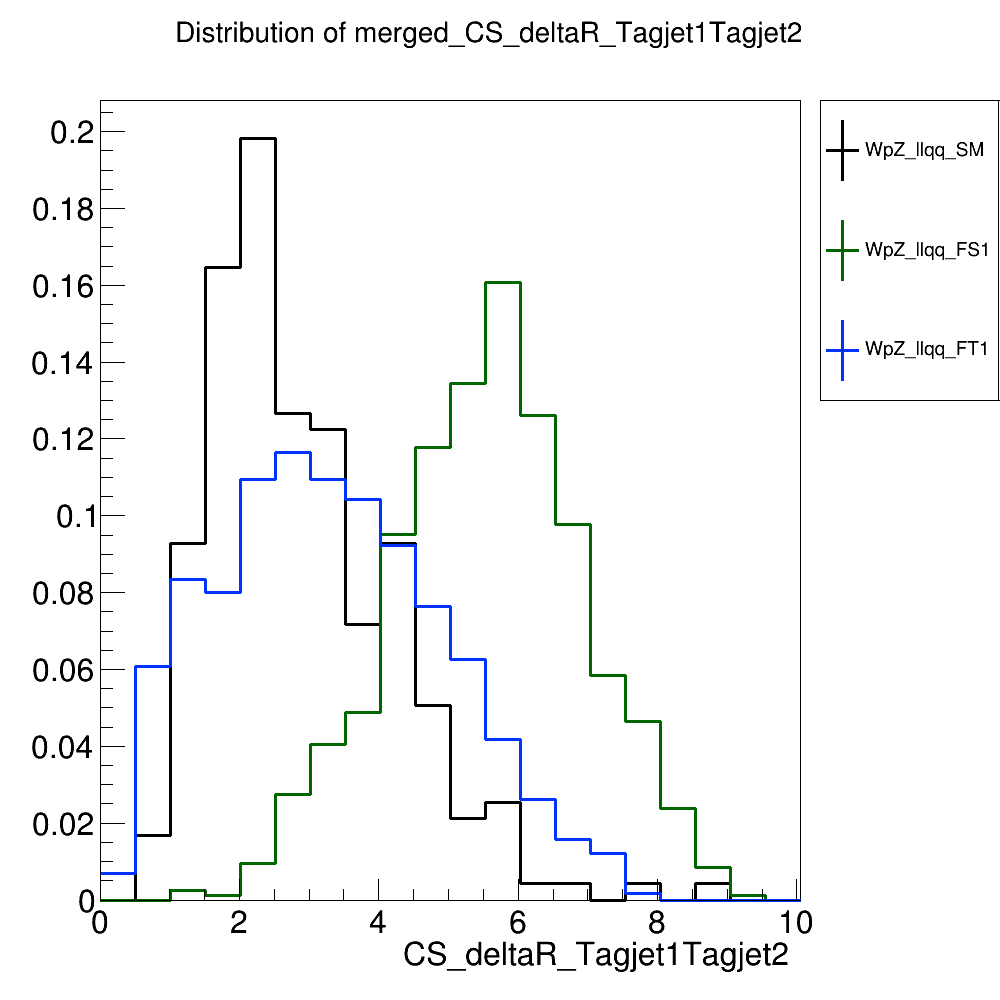 Distribution of merged_CS_deltaR_Tagjet1Tagjet2
0.2
0.18
0.16
0.14
0.12
0.1
0.08
0.06
0.04
0.02
0
0 2 4 6 8 10
CS_deltaR_Tagjet1Tagjet2
WpZ_llqq_SM
WpZ_llqq_FS1
WpZ_llqq_FT1